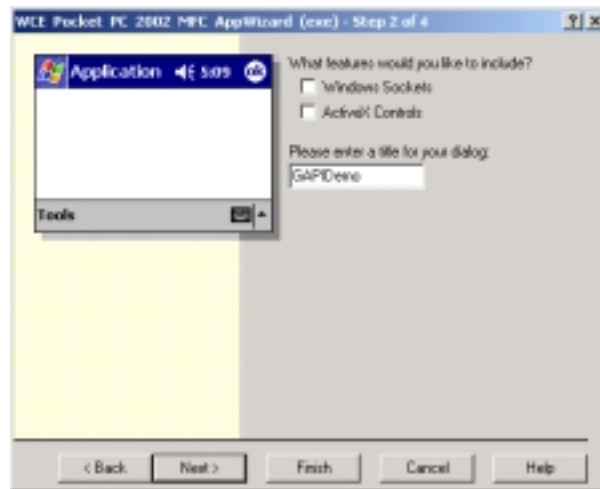 WCE Pocket PC 2002 MFC AppWizard (exe) - Step 2 of 4
Application 5:09 ok
Tools
What features would you like to include?
Windows Sockets
ActiveX Controls
Please enter a title for your dialog:
GAPIDemo
< Back Next > Finish Cancel Help